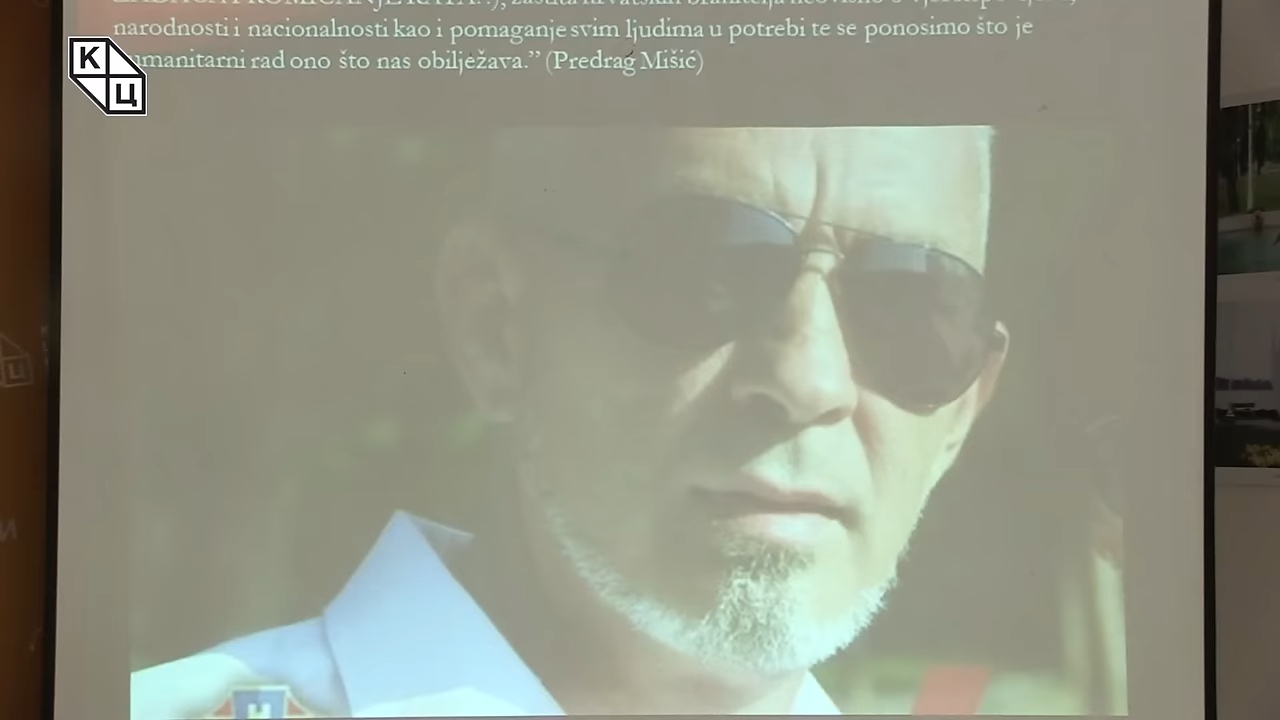 narodnosti i nacionalnosti kao i pomaganje svim ljudima u potrebi te se ponosimo što je
humanitarni rad ono što nas obilježava.” (Predrag Mišić)
К
Ц